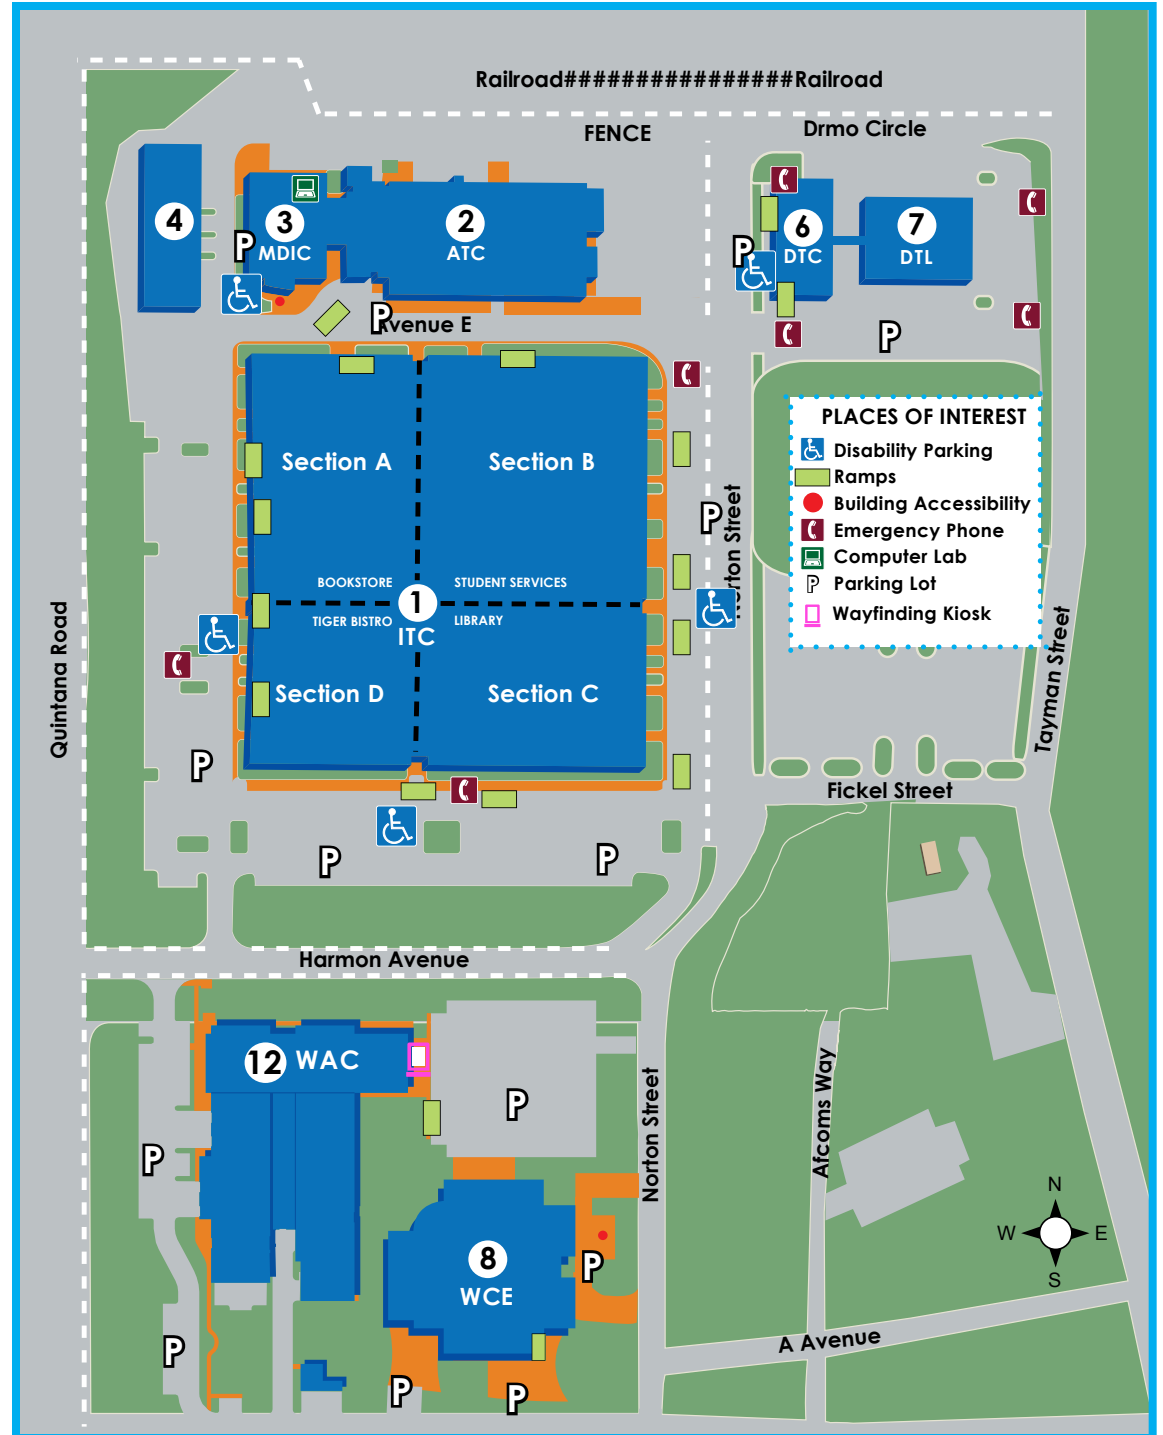 Railroad################Railroad
FENCE
Drmo Circle
4
3
MDIC
P
2
ATC
6
DTC
P
7
DTL
P
Avenue E
P
Section A
Section B
P
Norton Street
PLACES OF INTEREST
Disability Parking
Ramps
Building Accessibility
Emergency Phone
Computer Lab
P Parking Lot
Wayfinding Kiosk
BOOKSTORE
STUDENT SERVICES
1
TIGER BISTRO
LIBRARY
ITC
Section D
Section C
Quintana Road
Tayman Street
P
Fickel Street
P
P
Harmon Avenue
12 WAC
P
P
Norton Street
Afcoms Way
8
WCE
P
N
W
E
S
A Avenue
P
P
P